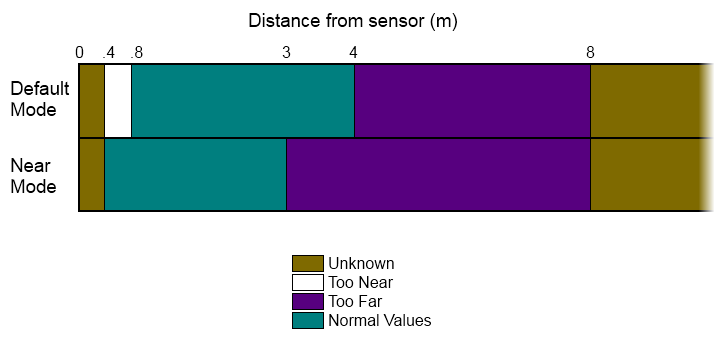 Distance from sensor (m)
0 .4 .8 3 4 8
Default
Mode
Near
Mode
Unknown
Too Near
Too Far
Normal Values